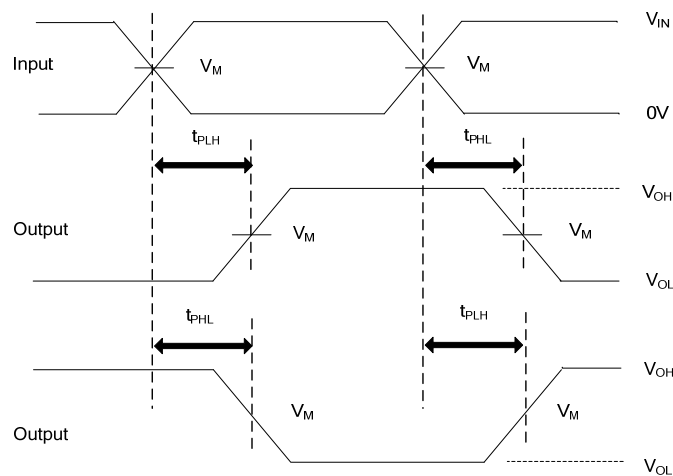 V_IN
Input V_M V_M
0V
t_PLH t_PHL
V_OH
Output V_M V_M
V_OL
t_PHL t_PLH
V_OH
V_M V_M
Output
V_OL